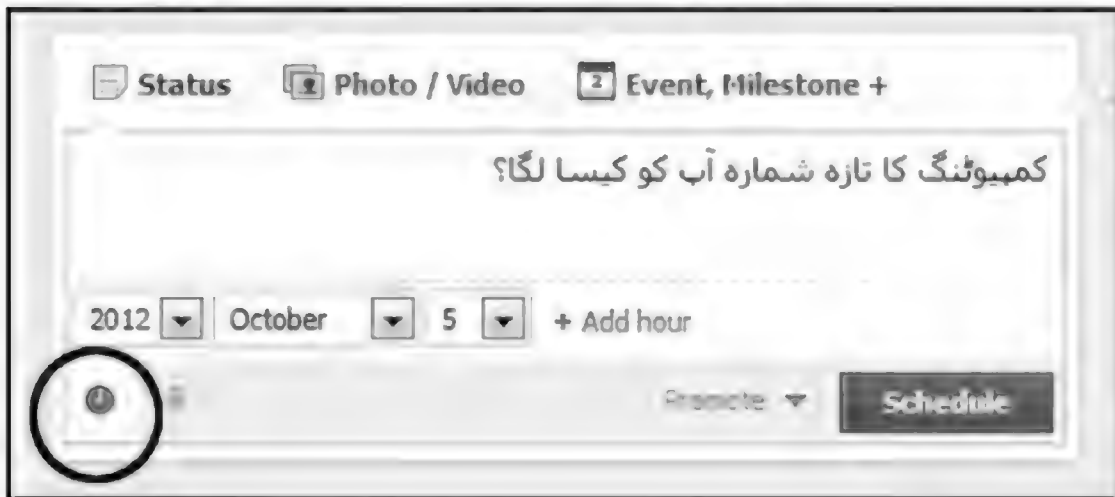 Status Photo / Video Event, Milestone +
کمپیوٹنگ کا تازہ شمارہ آپ کو کیسا لگا؟
2012 October 5 + Add hour
Promote Schedule